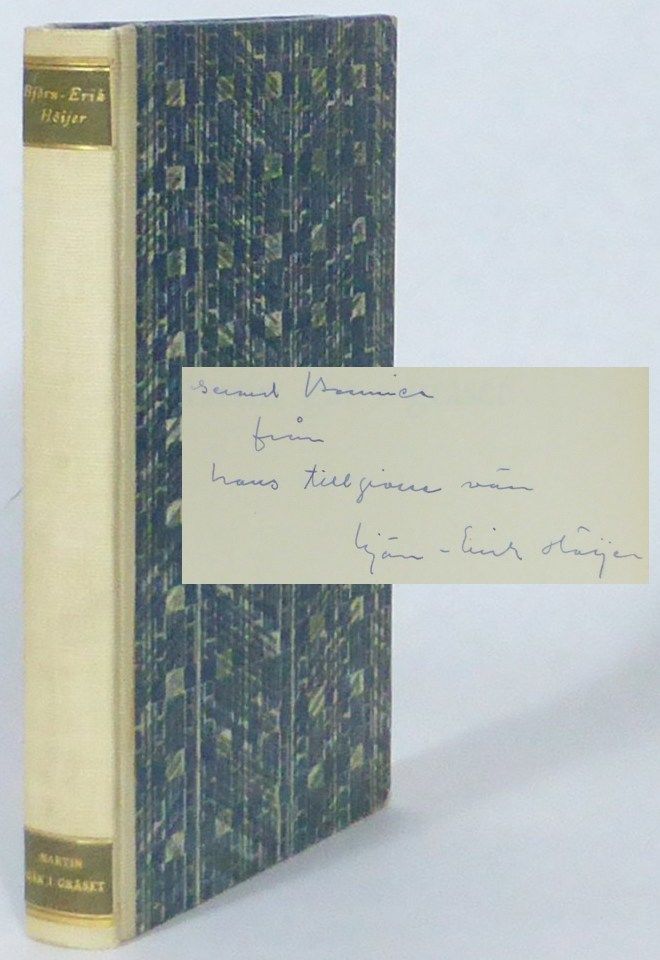 Björn-Erik
Höijer
MARTIN
GÅR I GRÄSET
Gerard Bonnier
från
hans tillgivne vän
Björn-Erik Höijer